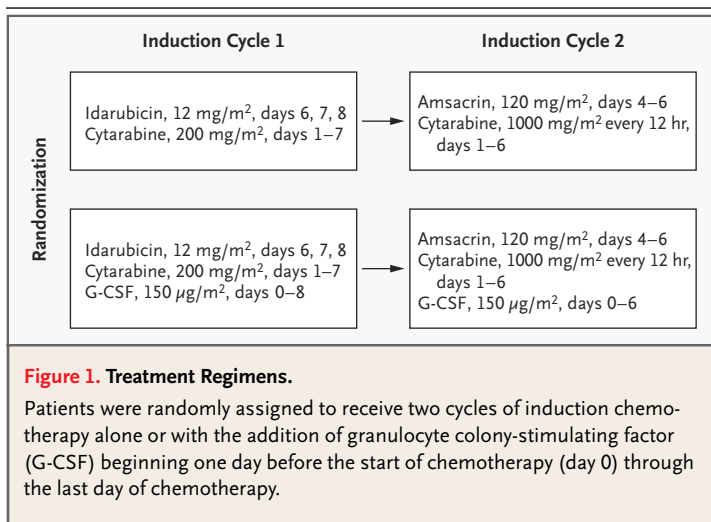 Induction Cycle 1
Induction Cycle 2
Randomization
Idarubicin, 12 mg/m², days 6, 7, 8
Cytarabine, 200 mg/m², days 1–7
Amsacrin, 120 mg/m², days 4–6
Cytarabine, 1000 mg/m² every 12 hr,
days 1–6
Idarubicin, 12 mg/m², days 6, 7, 8
Cytarabine, 200 mg/m², days 1–7
G-CSF, 150 µg/m², days 0–8
Amsacrin, 120 mg/m², days 4–6
Cytarabine, 1000 mg/m² every 12 hr,
days 1–6
G-CSF, 150 µg/m², days 0–6
Figure 1. Treatment Regimens.
Patients were randomly assigned to receive two cycles of induction chemo-
therapy alone or with the addition of granulocyte colony-stimulating factor
(G-CSF) beginning one day before the start of chemotherapy (day 0) through
the last day of chemotherapy.